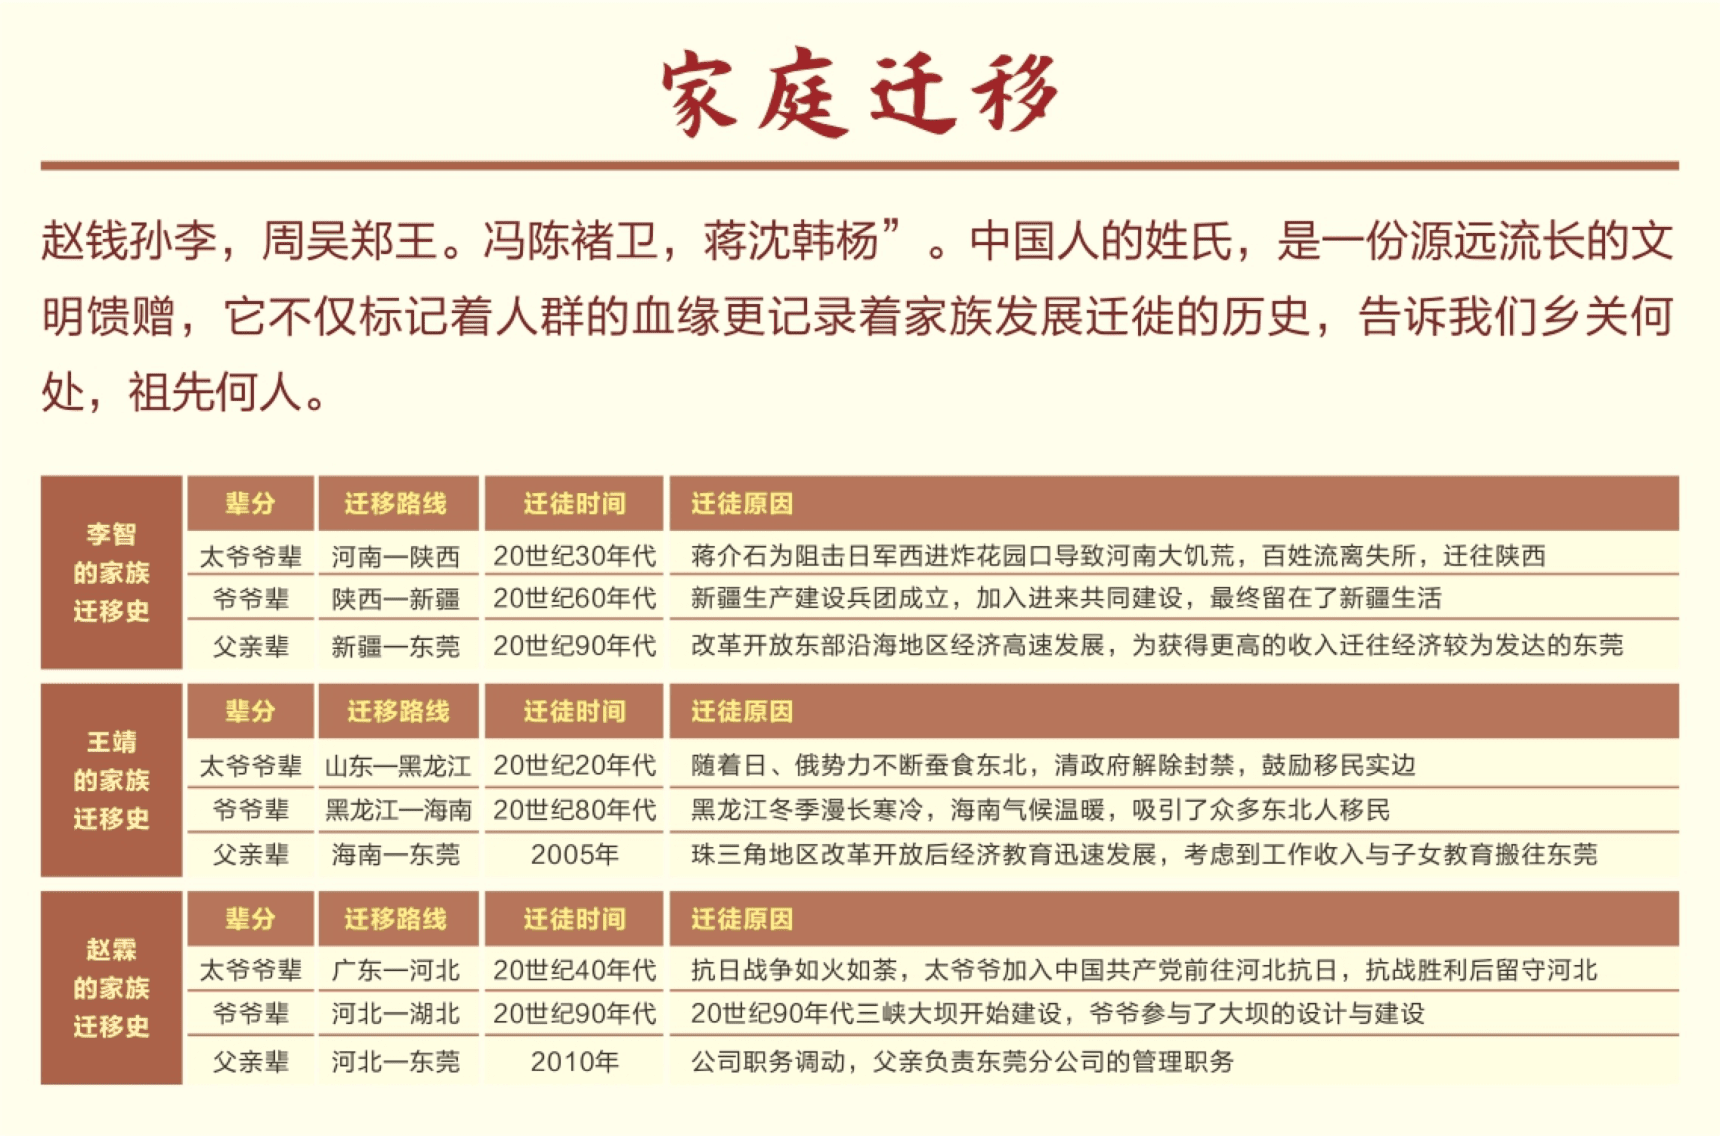 家庭迁移
赵钱孙李，周吴郑王。冯陈褚卫，蒋沈韩杨”。中国人的姓氏，是一份源远流长的文
明馈赠，它不仅标记着人群的血缘更记录着家族发展迁徙的历史，告诉我们乡关何
处，祖先何人。
李智
的家族
迁移史
辈分 迁移路线 迁徒时间 迁徒原因
太爷爷辈 河南—陕西 20世纪30年代 蒋介石为阻击日军西进炸花园口导致河南大饥荒，百姓流离失所，迁往陕西
爷爷辈 陕西—新疆 20世纪60年代 新疆生产建设兵团成立，加入进来共同建设，最终留在了新疆生活
父亲辈 新疆—东莞 20世纪90年代 改革开放东部沿海地区经济高速发展，为获得更高的收入迁往经济较为发达的东莞
王靖
的家族
迁移史
辈分 迁移路线 迁徒时间 迁徒原因
太爷爷辈 山东—黑龙江 20世纪20年代 随着日、俄势力不断蚕食东北，清政府解除封禁，鼓励移民实边
爷爷辈 黑龙江—海南 20世纪80年代 黑龙江冬季漫长寒冷，海南气候温暖，吸引了众多东北人移民
父亲辈 海南—东莞 2005年 珠三角地区改革开放后经济教育迅速发展，考虑到工作收入与子女教育搬往东莞
赵霖
的家族
迁移史
辈分 迁移路线 迁徒时间 迁徒原因
太爷爷辈 广东—河北 20世纪40年代 抗日战争如火如荼，太爷爷加入中国共产党前往河北抗日，抗战胜利后留守河北
爷爷辈 河北—湖北 20世纪90年代 20世纪90年代三峡大坝开始建设，爷爷参与了大坝的设计与建设
父亲辈 河北—东莞 2010年 公司职务调动，父亲负责东莞分公司的管理职务